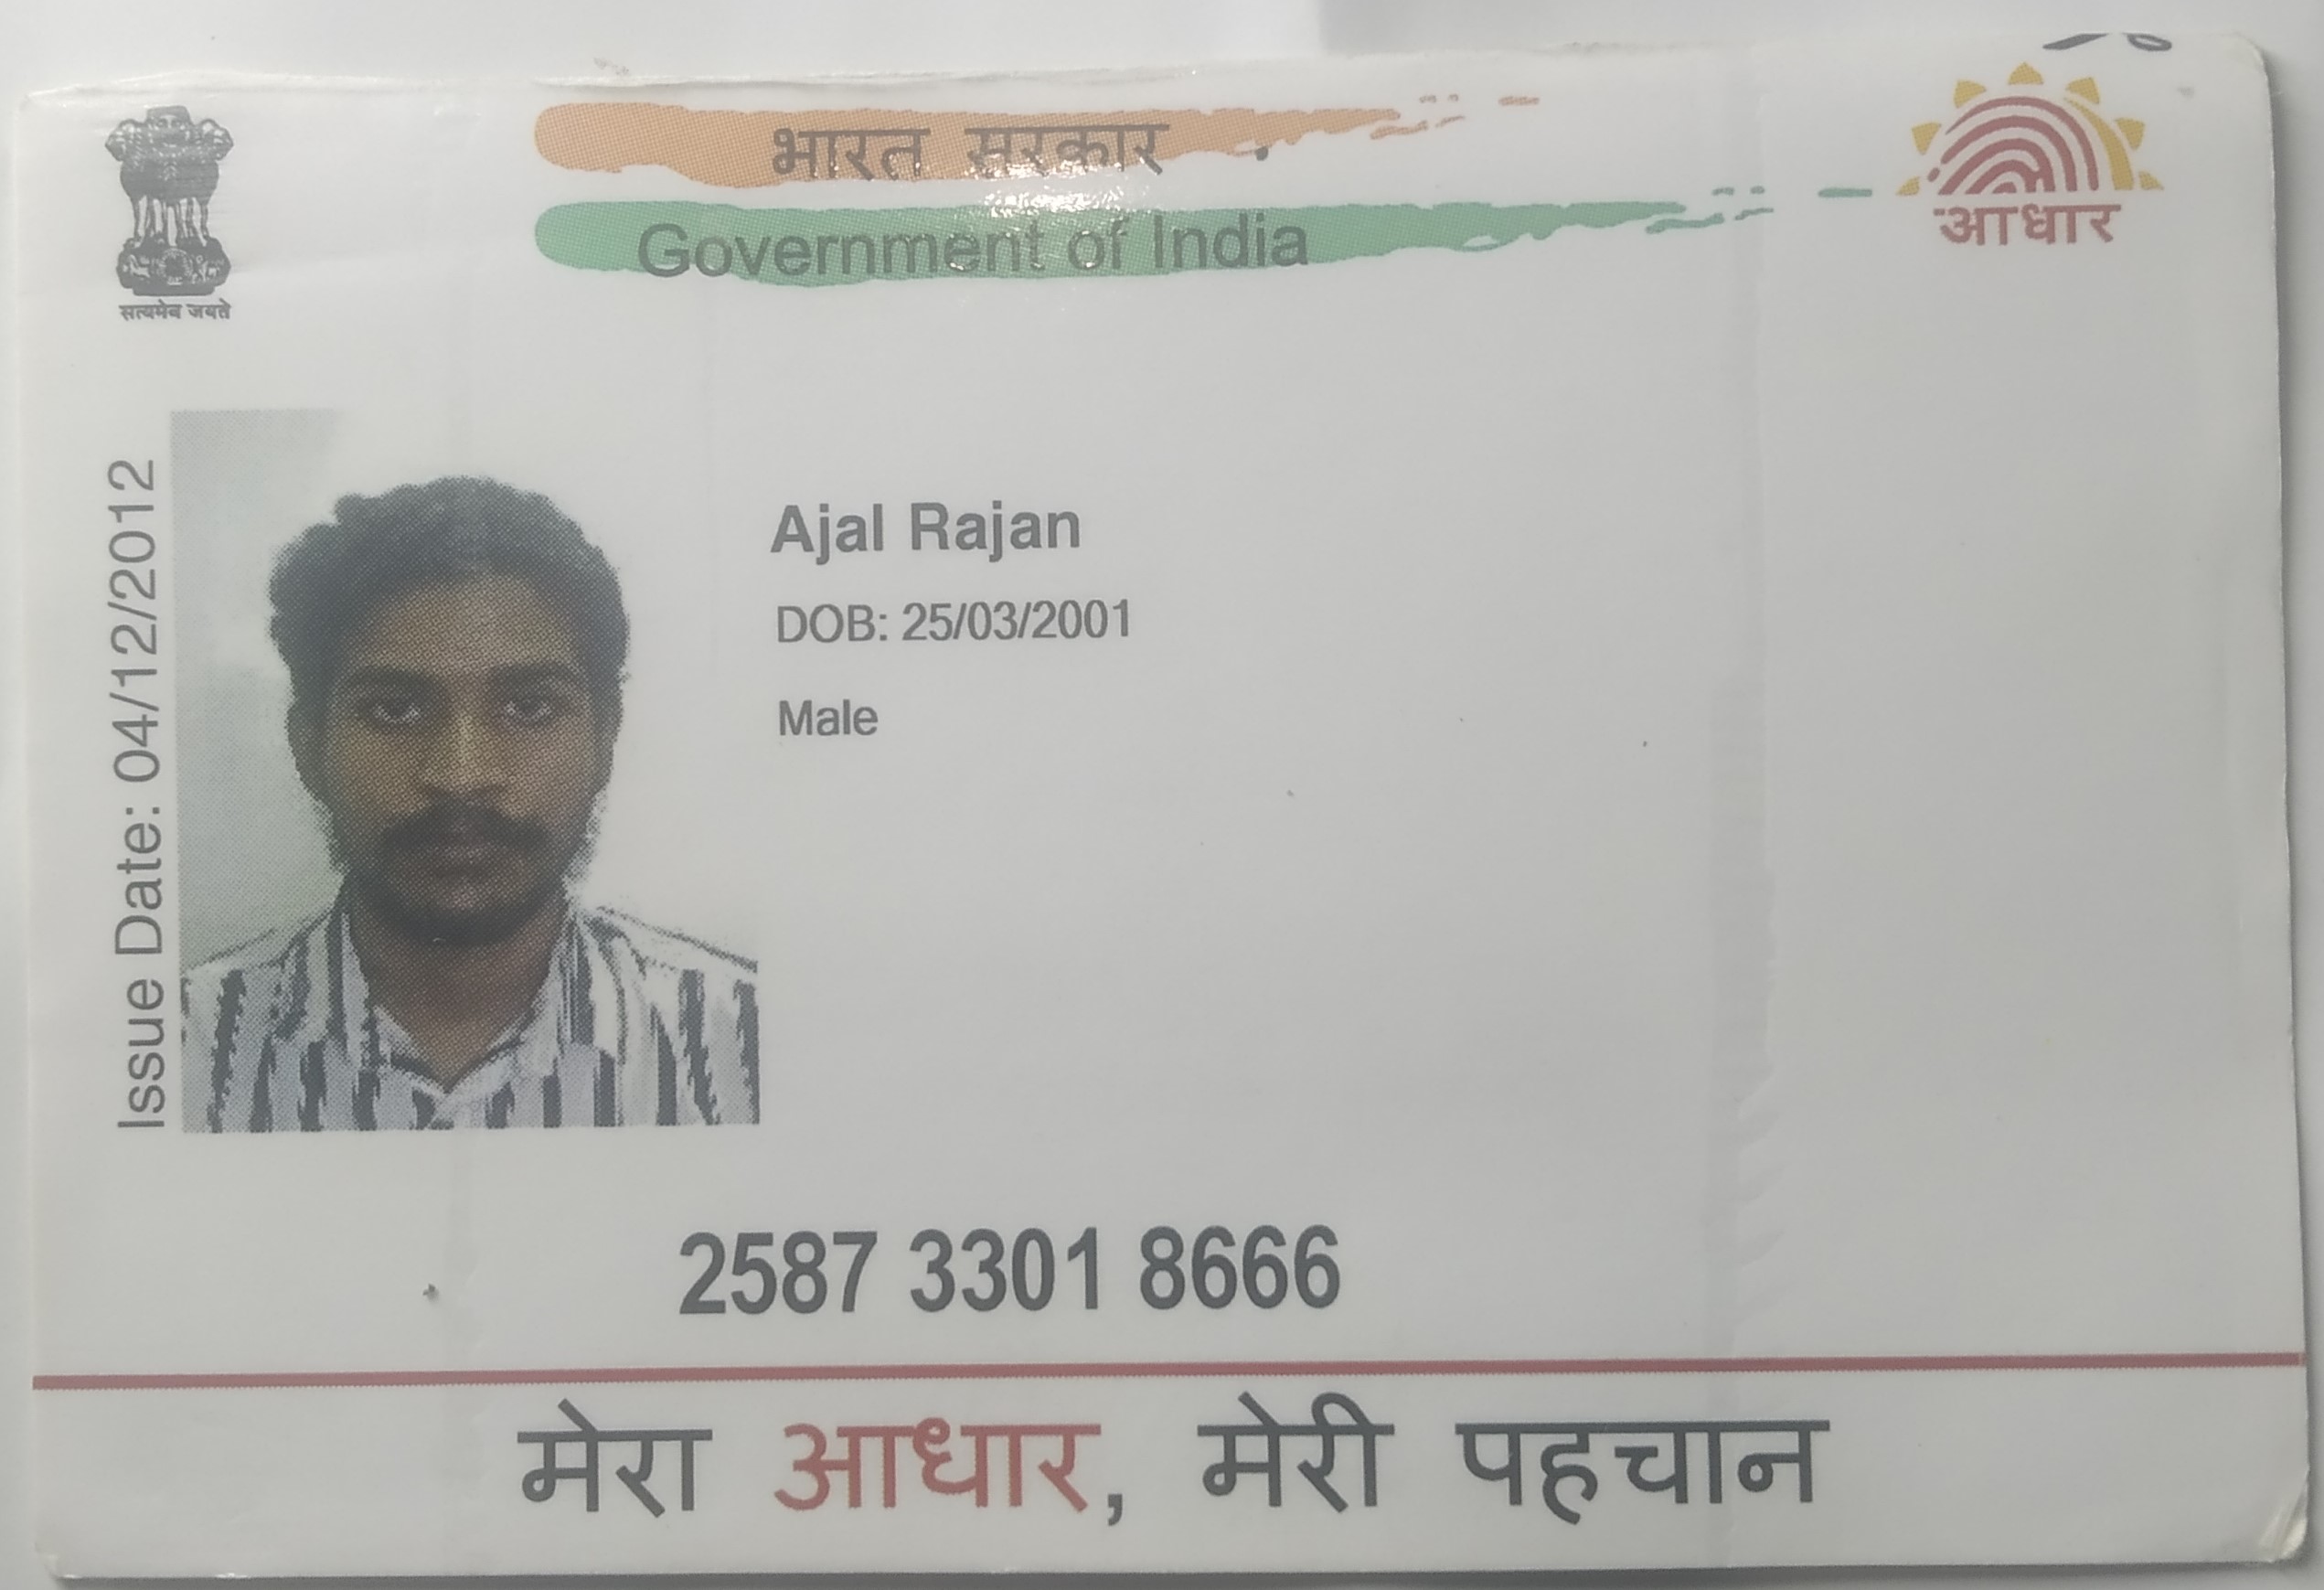 भारत सरकार
Government of India
आधार
सत्यमेव जयते
Issue Date: 04/12/2012
Ajal Rajan
DOB: 25/03/2001
Male
2587 3301 8666
मेरा आधार, मेरी पहचान